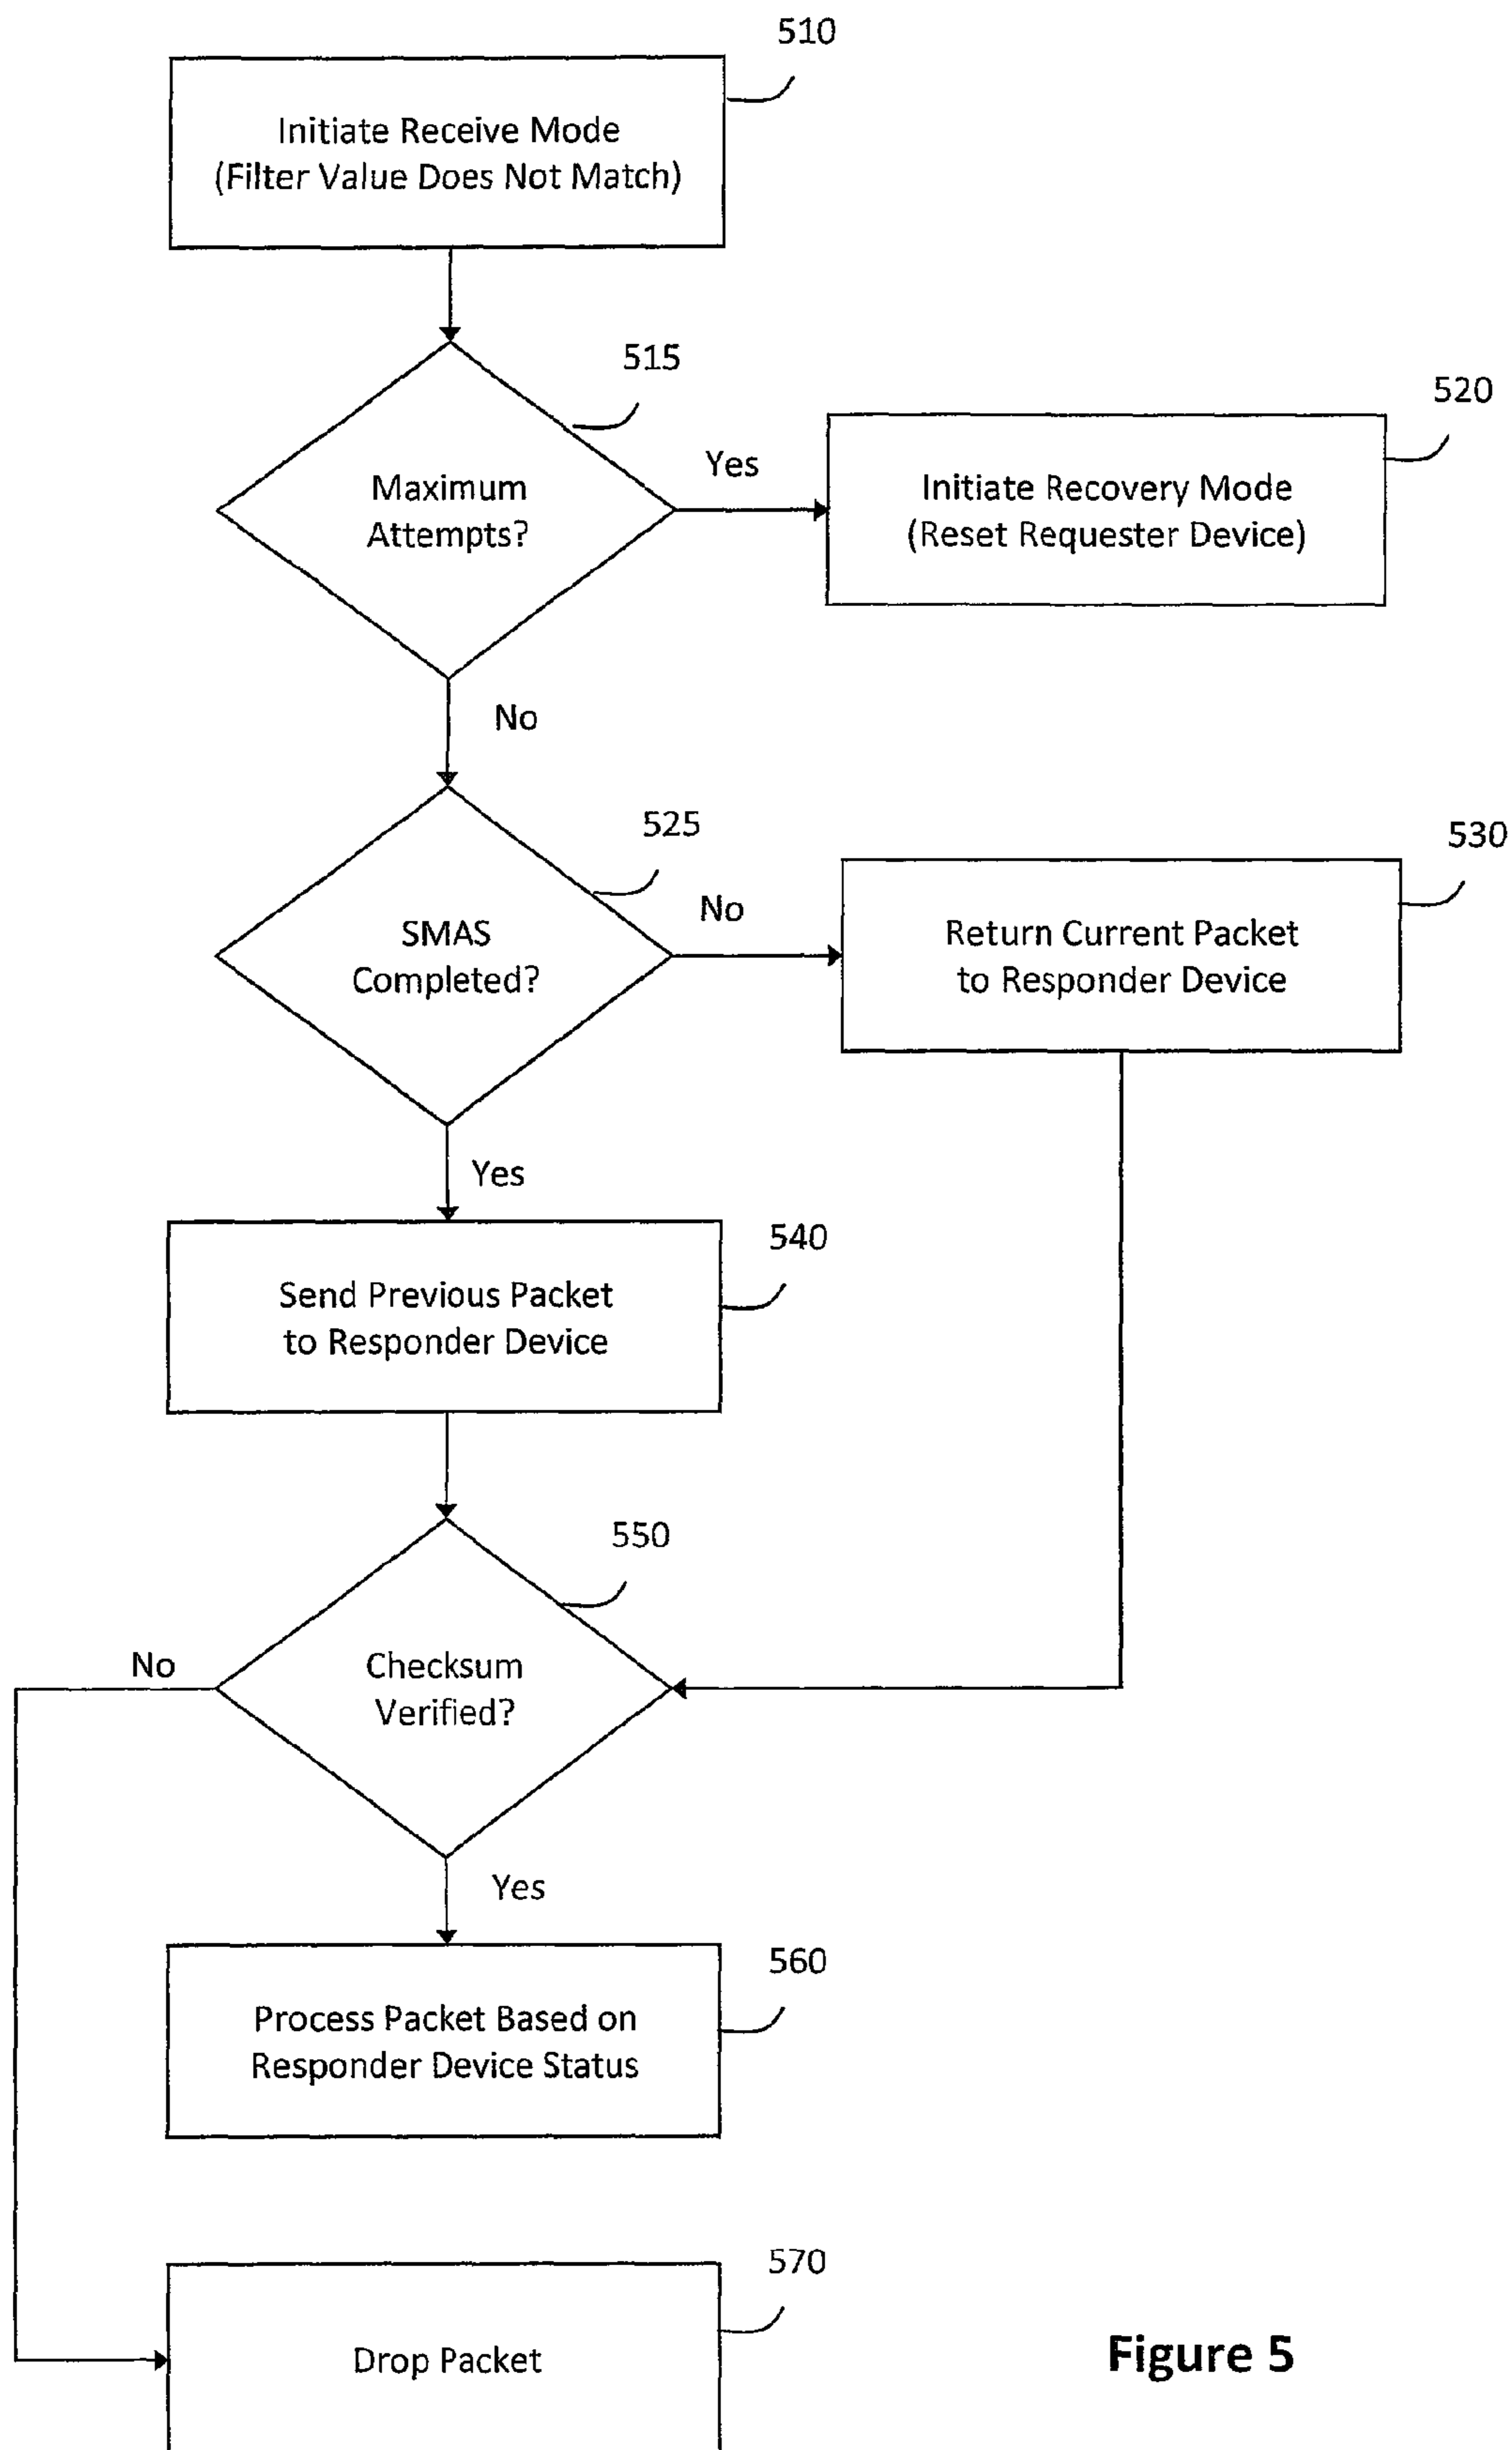 510
Initiate Receive Mode
(Filter Value Does Not Match)
515
Maximum
Attempts?
Yes
520
Initiate Recovery Mode
(Reset Requester Device)
No
525
SMAS
Completed?
No
530
Return Current Packet
to Responder Device
Yes
540
Send Previous Packet
to Responder Device
550
Checksum
Verified?
No
Yes
560
Process Packet Based on
Responder Device Status
570
Drop Packet
Figure 5